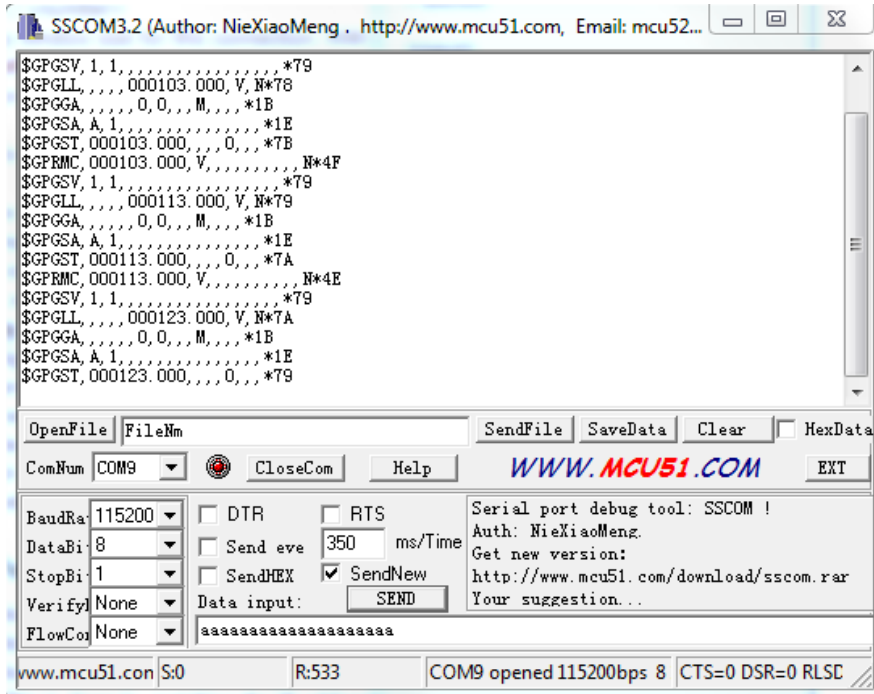 SSCOM3.2 (Author: NieXiaoMeng . http://www.mcu51.com, Email: mcu52...
$GPGSV,1,1,,,,,,,,,,,,,,,,,*79
$GPGLL,,,,,000103.000,V,N*78
$GPGGA,,,,,,0,0,,,M,,,,*1B
$GPGSA,A,1,,,,,,,,,,,,,,,*1E
$GPGST,000103.000,,,,0,,,*7B
$GPRMC,000103.000,V,,,,,,,,,,N*4F
$GPGSV,1,1,,,,,,,,,,,,,,,,,*79
$GPGLL,,,,,000113.000,V,N*79
$GPGGA,,,,,,0,0,,,M,,,,*1B
$GPGSA,A,1,,,,,,,,,,,,,,,*1E
$GPGST,000113.000,,,,0,,,*7A
$GPRMC,000113.000,V,,,,,,,,,,N*4E
$GPGSV,1,1,,,,,,,,,,,,,,,,,*79
$GPGLL,,,,,000123.000,V,N*7A
$GPGGA,,,,,,0,0,,,M,,,,*1B
$GPGSA,A,1,,,,,,,,,,,,,,,*1E
$GPGST,000123.000,,,,0,,,*79
OpenFile FileNm SendFile SaveData Clear HexData
ComNum COM9 CloseCom Help WWW.MCU51.COM EXT
BaudRa 115200 DTR RTS
DataBi 8 Send eve 350 ms/Time
StopBi 1 SendHEX SendNew
Verify None Data input: SEND
FlowCo None aaaaaaaaaaaaaaaaaaaaa
Serial port debug tool: SSCOM !
Auth: NieXiaoMeng.
Get new version:
http://www.mcu51.com/download/sscom.rar
Your suggestion...
www.mcu51.con S:0 R:533 COM9 opened 115200bps 8 CTS=0 DSR=0 RLSD